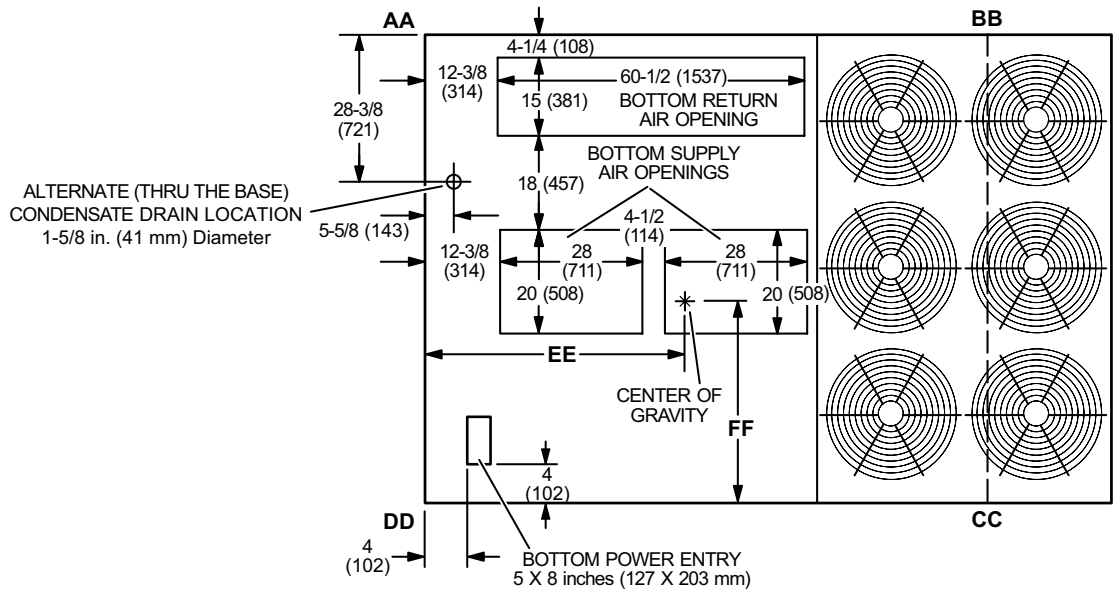 AA
BB
4-1/4 (108)
12-3/8
(314)
60-1/2 (1537)
28-3/8
(721)
15 (381)
BOTTOM RETURN
AIR OPENING
BOTTOM SUPPLY
AIR OPENINGS
18 (457)
ALTERNATE (THRU THE BASE)
CONDENSATE DRAIN LOCATION
1-5/8 in. (41 mm) Diameter
5-5/8 (143)
4-1/2
(114)
12-3/8
(314)
28
(711)
28
(711)
20 (508)
20 (508)
EE
CENTER OF
GRAVITY
FF
4
(102)
DD
CC
4
(102)
BOTTOM POWER ENTRY
5 X 8 inches (127 X 203 mm)